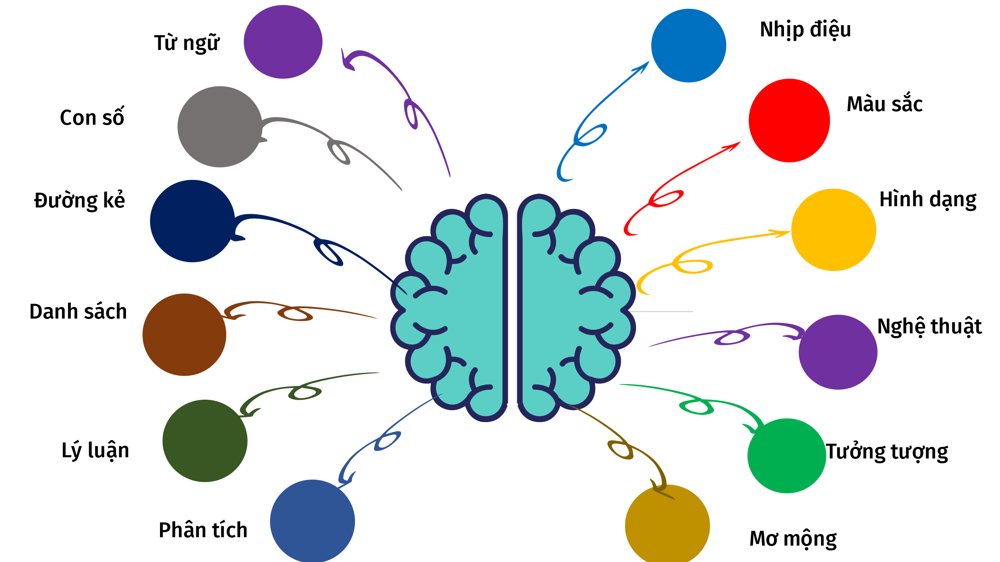 Từ ngữ
Con số
Đường kẻ
Danh sách
Lý luận
Phân tích
Nhịp điệu
Màu sắc
Hình dạng
Nghệ thuật
Tưởng tượng
Mơ mộng